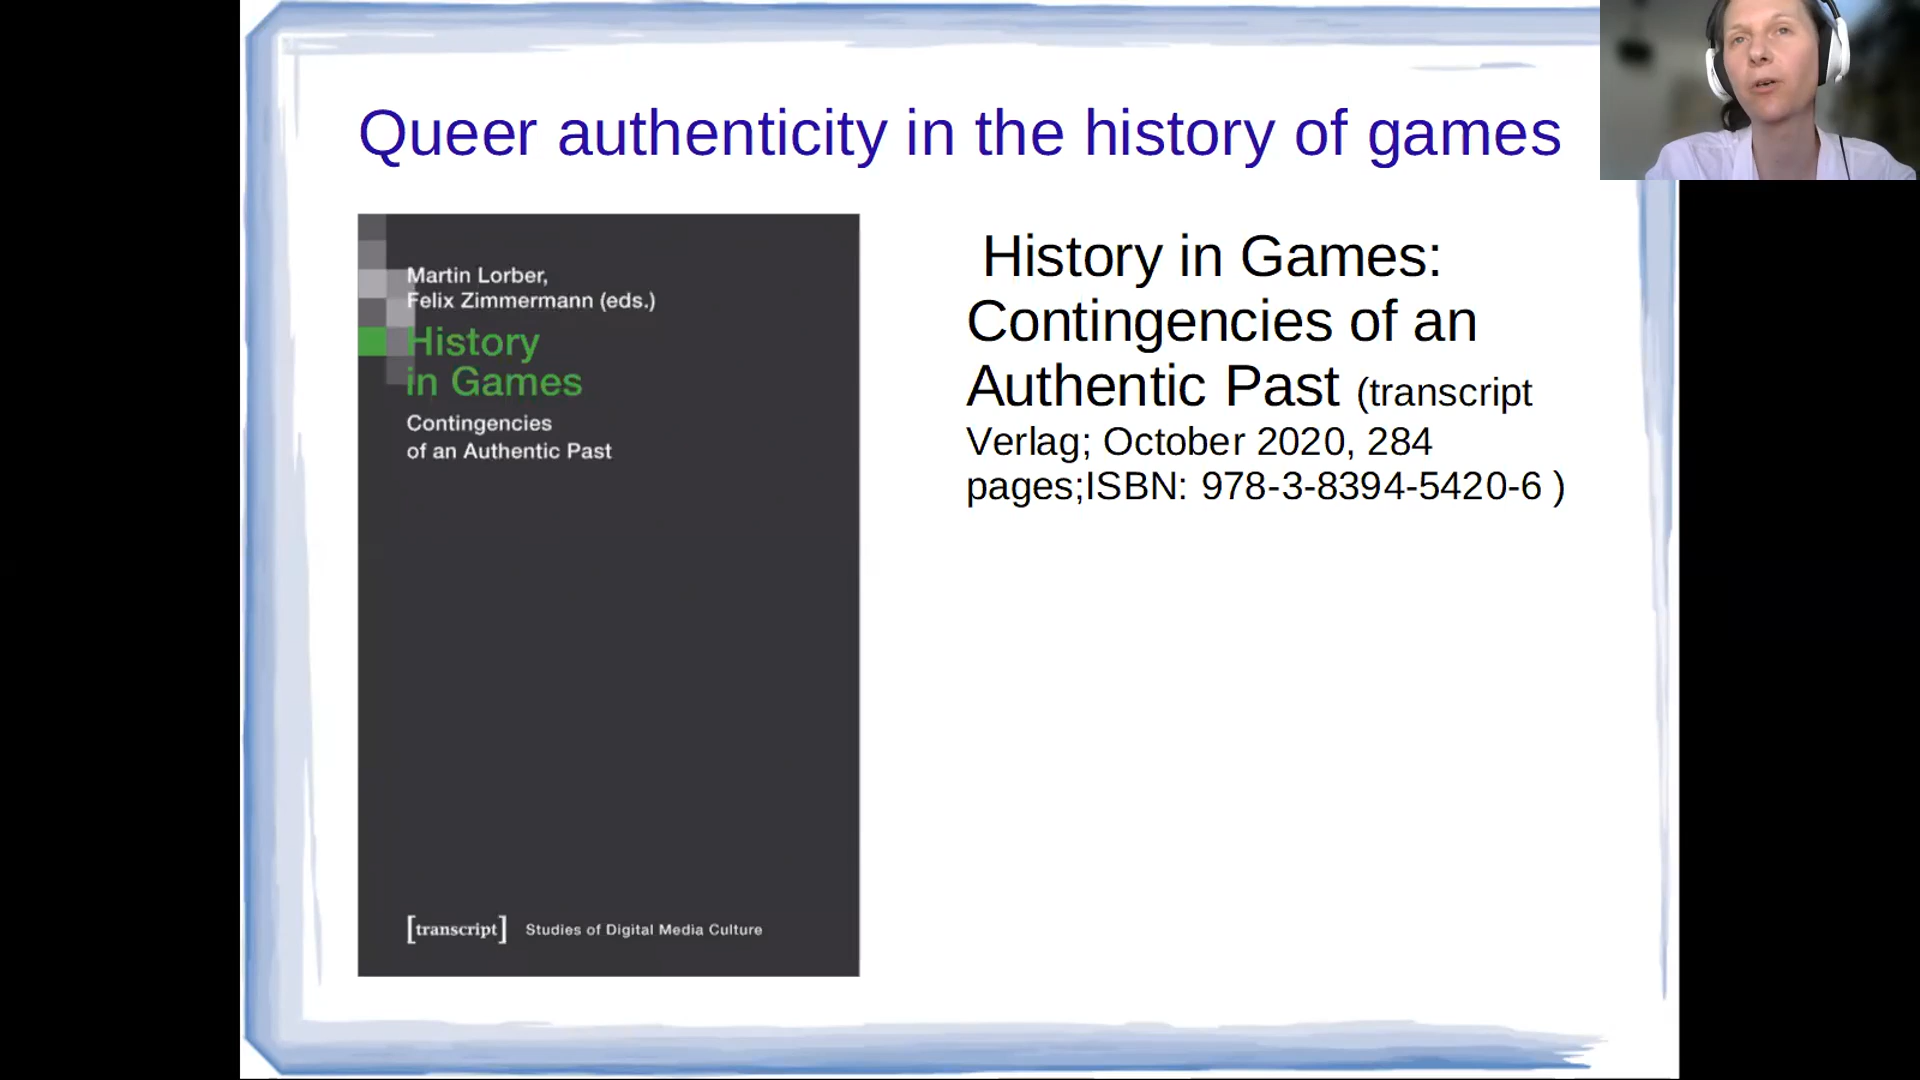 Queer authenticity in the history of games
Martin Lorber,
Felix Zimmermann (eds.)
History
in Games
Contingencies
of an Authentic Past
[transcript] Studies of Digital Media Culture
History in Games:
Contingencies of an
Authentic Past (transcript
Verlag; October 2020, 284
pages;ISBN: 978-3-8394-5420-6 )